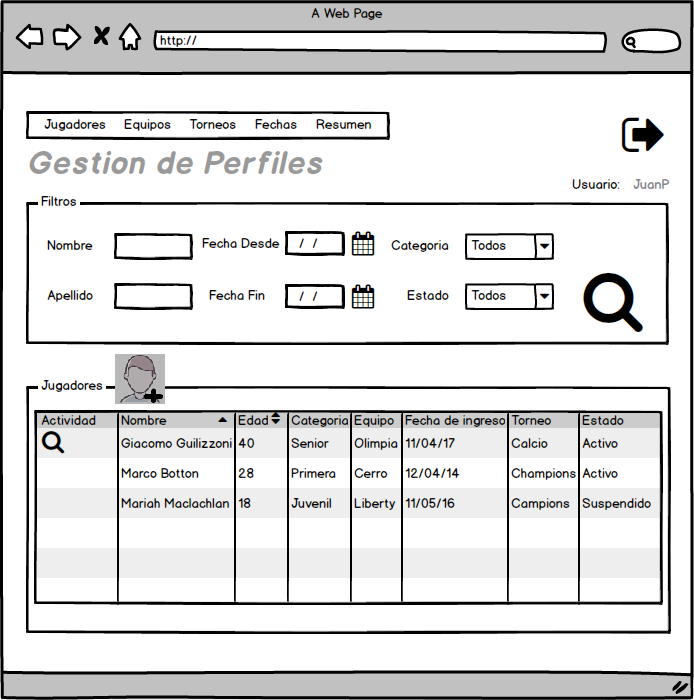 A Web Page
http://
Jugadores Equipos Torneos Fechas Resumen
Gestion de Perfiles
Usuario: JuanP
Filtros
Nombre Fecha Desde / / Categoria Todos
Apellido Fecha Fin / / Estado Todos
Jugadores
Actividad Nombre Edad Categoria Equipo Fecha de ingreso Torneo Estado
Giacomo Guilizzoni 40 Senior Olimpia 11/04/17 Calcio Activo
Marco Botton 28 Primera Cerro 12/04/14 Champions Activo
Mariah Maclachlan 18 Juvenil Liberty 11/05/16 Campions Suspendido